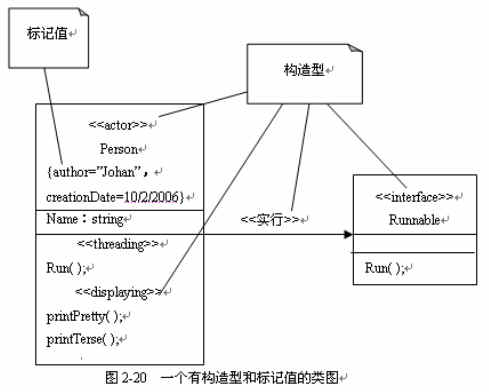 标记值↵
构造型↵
<<actor>>↵
Person
{author="Johan"，
creationDate=10/2/2006}
Name：string
<<threading>>
Run( );↵
<<displaying>>↵
printPretty( );
printTerse( );
<<实行>>↵
<<interface>>↵
Runnable
Run( );↵
图 2-20 一个有构造型和标记值的类图↵